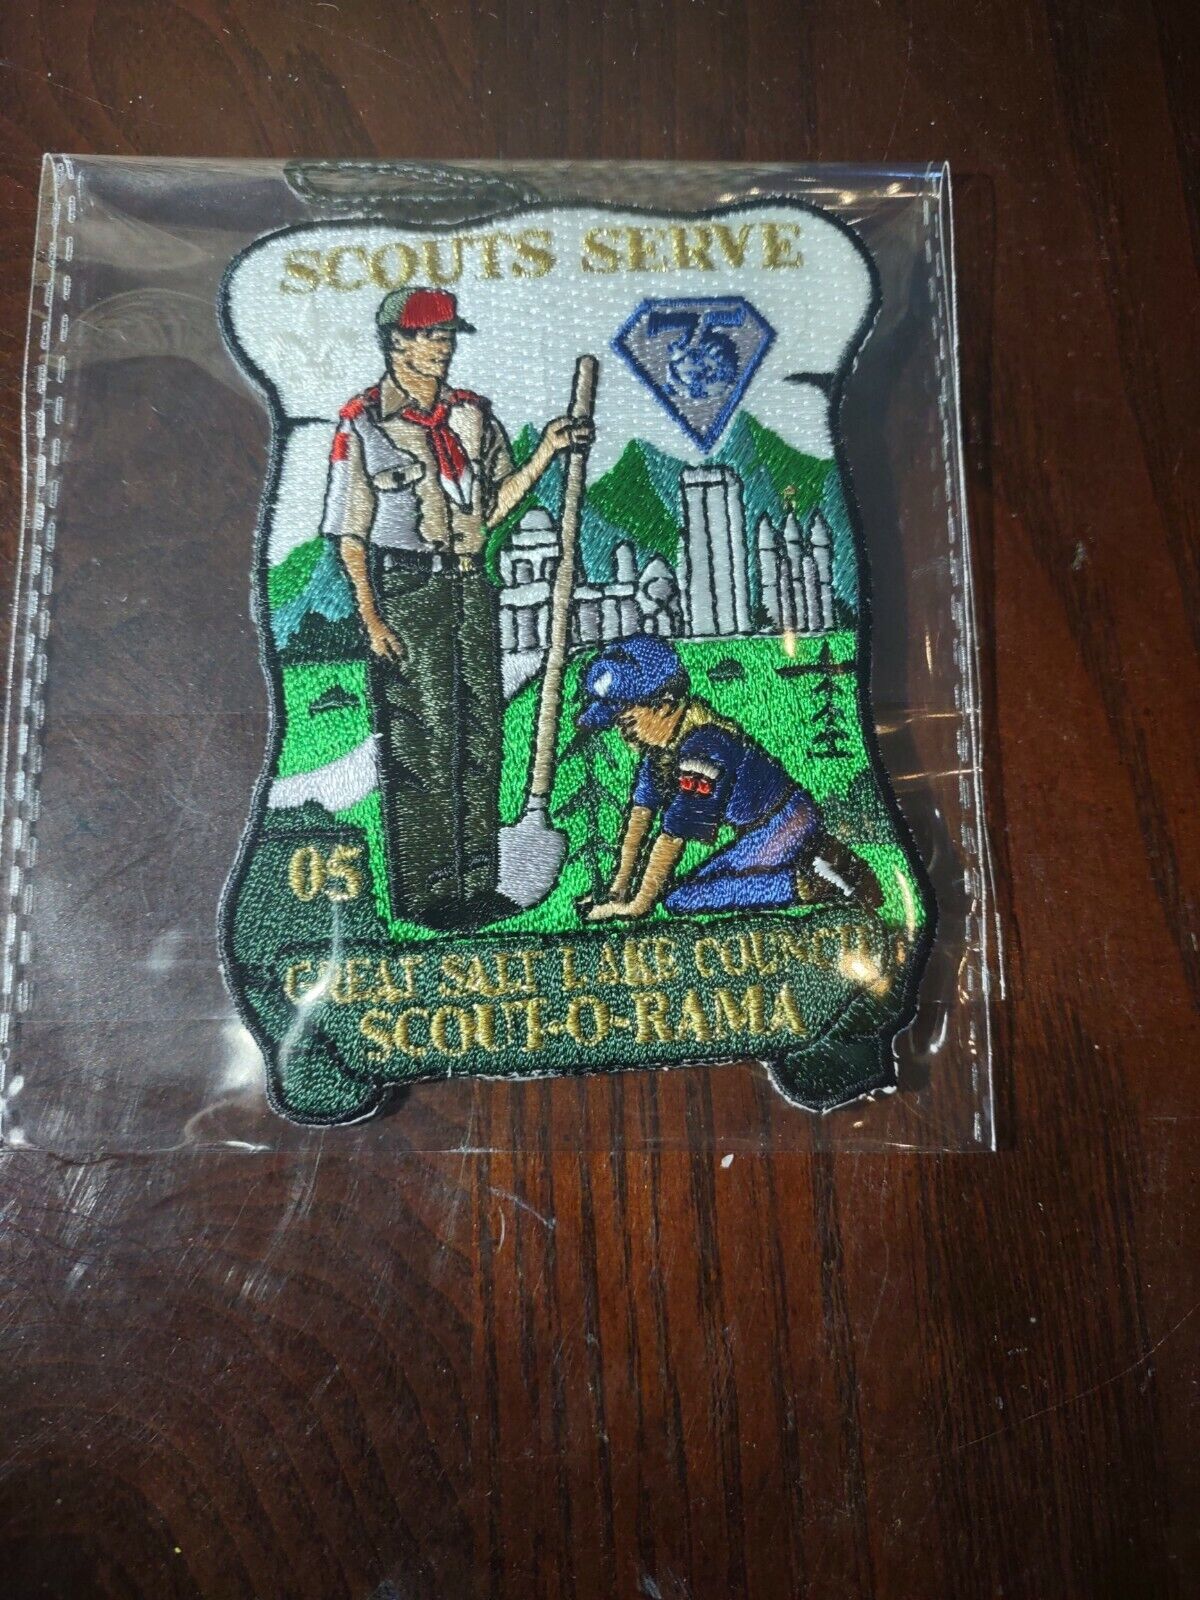 SCOUTS SERVE
75
05
GREAT SALT LAKE COUNCIL
SCOUT-O-RAMA